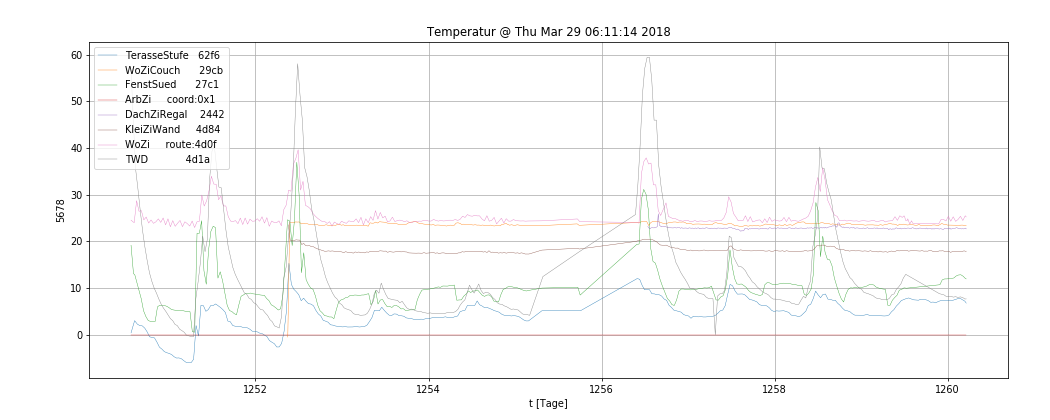 Temperatur @ Thu Mar 29 06:11:14 2018
60
50
40
30
20
10
0
5678
TerasseStufe 62f6
WoZiCouch 29cb
FenstSued 27c1
ArbZi coord:0x1
DachZiRegal 2442
KleiZiWand 4d84
WoZi route:4d0f
TWD 4d1a
1252 1254 1256 1258 1260
t [Tage]